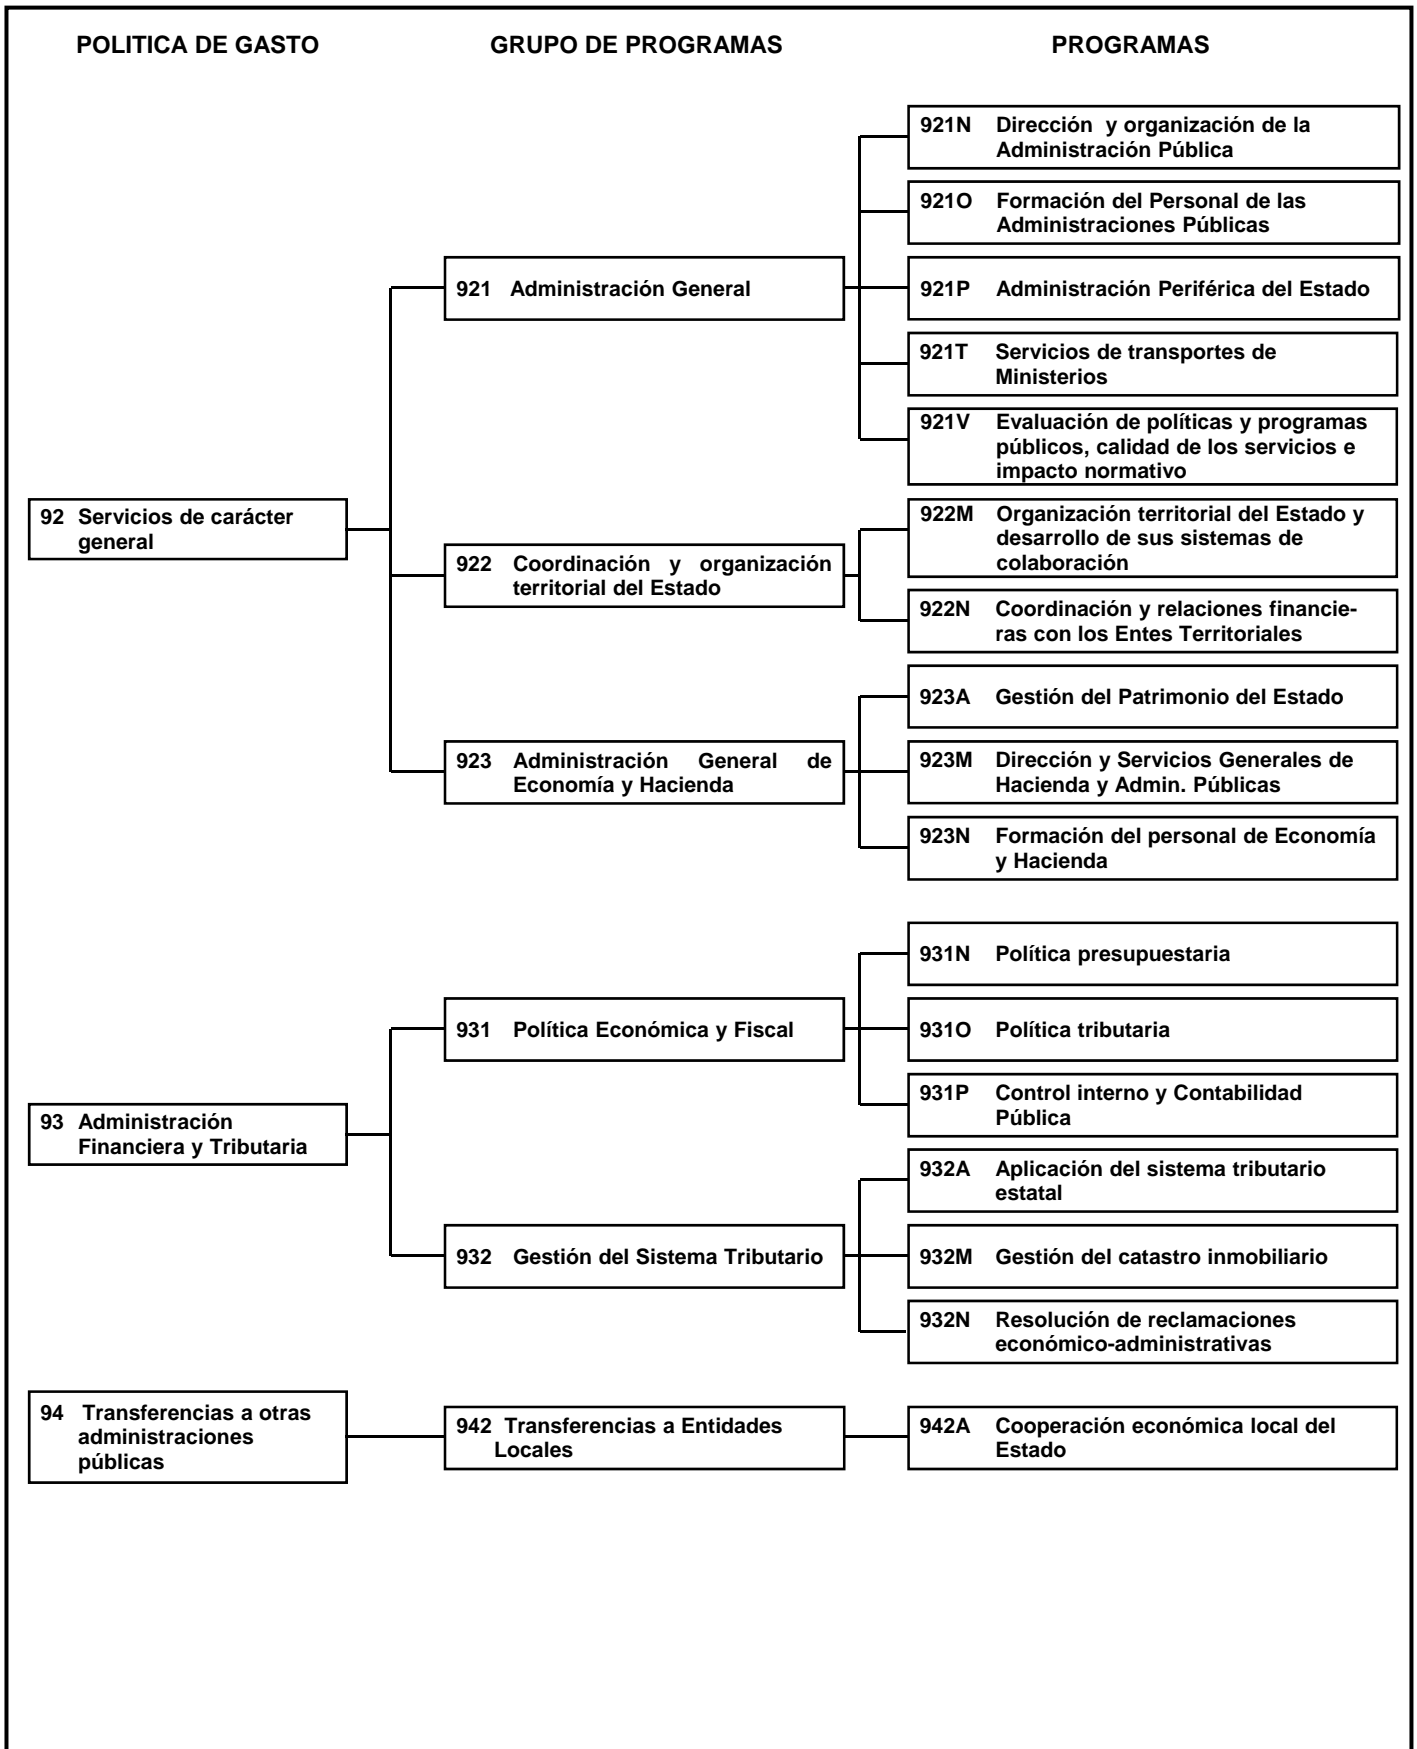 POLITICA DE GASTO
GRUPO DE PROGRAMAS
PROGRAMAS
92 Servicios de carácter
general
921 Administración General
921N Dirección y organización de la
Administración Pública
921O Formación del Personal de las
Administraciones Públicas
921P Administración Periférica del Estado
921T Servicios de transportes de
Ministerios
921V Evaluación de políticas y programas
públicos, calidad de los servicios e
impacto normativo
922 Coordinación y organización
territorial del Estado
922M Organización territorial del Estado y
desarrollo de sus sistemas de
colaboración
922N Coordinación y relaciones financie-
ras con los Entes Territoriales
923 Administración General de
Economía y Hacienda
923A Gestión del Patrimonio del Estado
923M Dirección y Servicios Generales de
Hacienda y Admin. Públicas
923N Formación del personal de Economía
y Hacienda
93 Administración
Financiera y Tributaria
931 Política Económica y Fiscal
931N Política presupuestaria
931O Política tributaria
931P Control interno y Contabilidad
Pública
932 Gestión del Sistema Tributario
932A Aplicación del sistema tributario
estatal
932M Gestión del catastro inmobiliario
932N Resolución de reclamaciones
económico-administrativas
94 Transferencias a otras
administraciones
públicas
942 Transferencias a Entidades
Locales
942A Cooperación económica local del
Estado